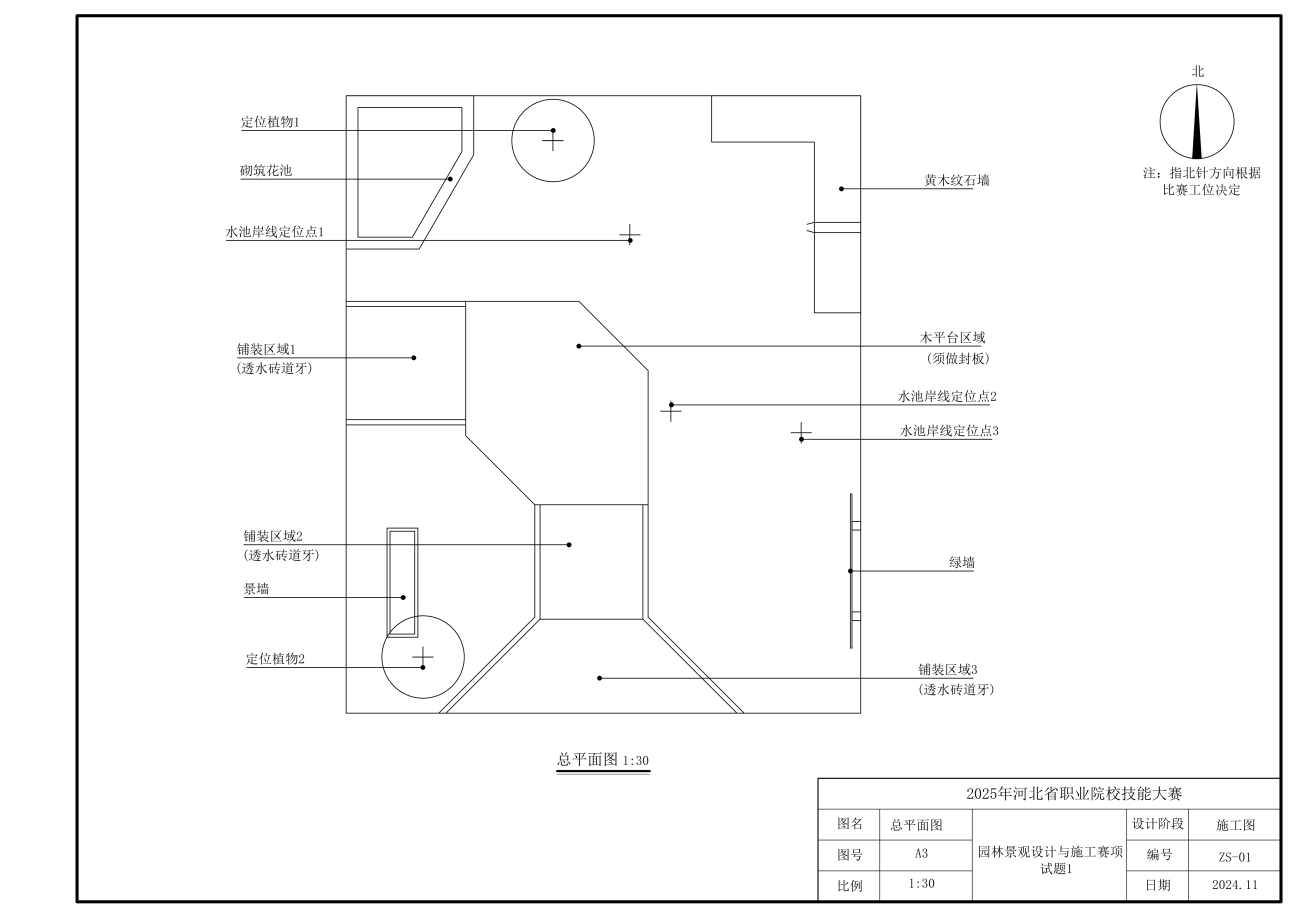 北
注：指北针方向根据
比赛工位决定
定位植物1
砌筑花池
水池岸线定位点1
铺装区域1
(透水砖道牙)
铺装区域2
(透水砖道牙)
景墙
定位植物2
黄木纹石墙
木平台区域
(须做封板)
水池岸线定位点2
水池岸线定位点3
绿墙
铺装区域3
(透水砖道牙)
总平面图 1:30
2025年河北省职业院校技能大赛
图名 总平面图 设计阶段 施工图
图号 A3 园林景观设计与施工赛项 编号 ZS-01
试题1
比例 1:30 日期 2024.11